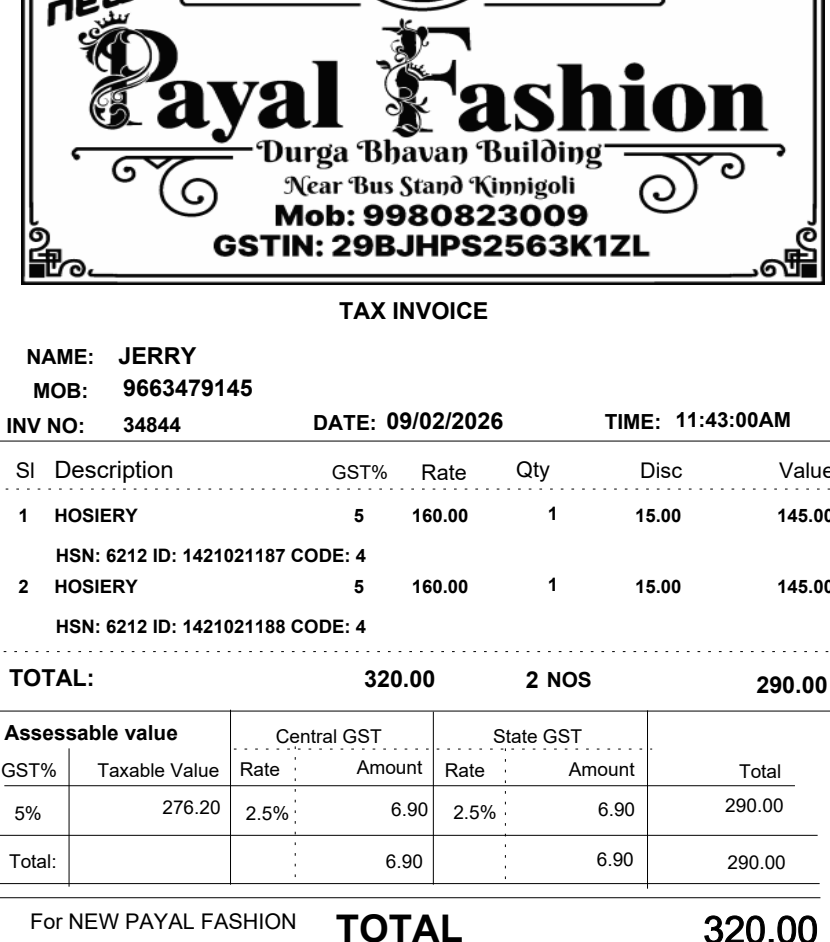 new
Payal Fashion
Durga Bhavan Building
Near Bus Stand Kinnigoli
Mob: 9980823009
GSTIN: 29BJHPS2563K1ZL
TAX INVOICE
NAME: JERRY
MOB: 9663479145
INV NO: 34844 DATE: 09/02/2026 TIME: 11:43:00AM
Sl Description GST% Rate Qty Disc Value
1 HOSIERY 5 160.00 1 15.00 145.00
HSN: 6212 ID: 1421021187 CODE: 4
2 HOSIERY 5 160.00 1 15.00 145.00
HSN: 6212 ID: 1421021188 CODE: 4
TOTAL: 320.00 2 NOS 290.00
Assessable value Central GST State GST
GST% Taxable Value Rate Amount Rate Amount Total
5% 276.20 2.5% 6.90 2.5% 6.90 290.00
Total: 6.90 6.90 290.00
For NEW PAYAL FASHION TOTAL 320.00